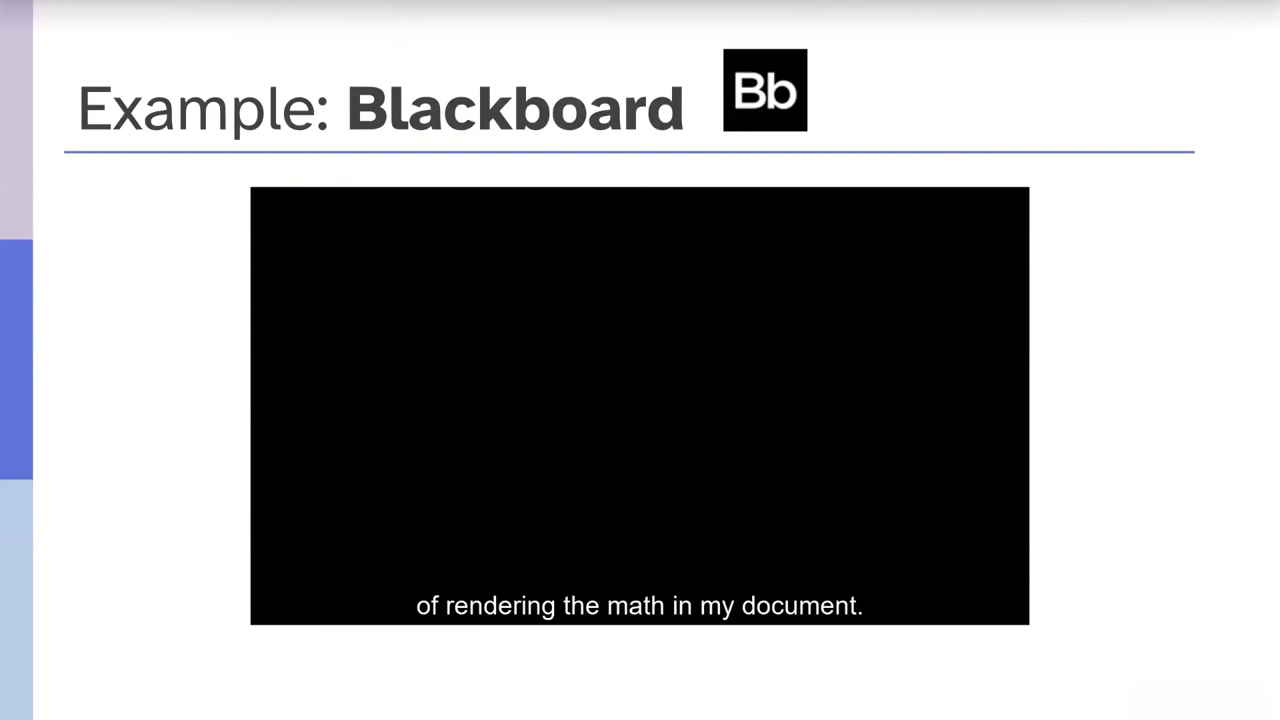 Example: Blackboard
Bb
of rendering the math in my document.